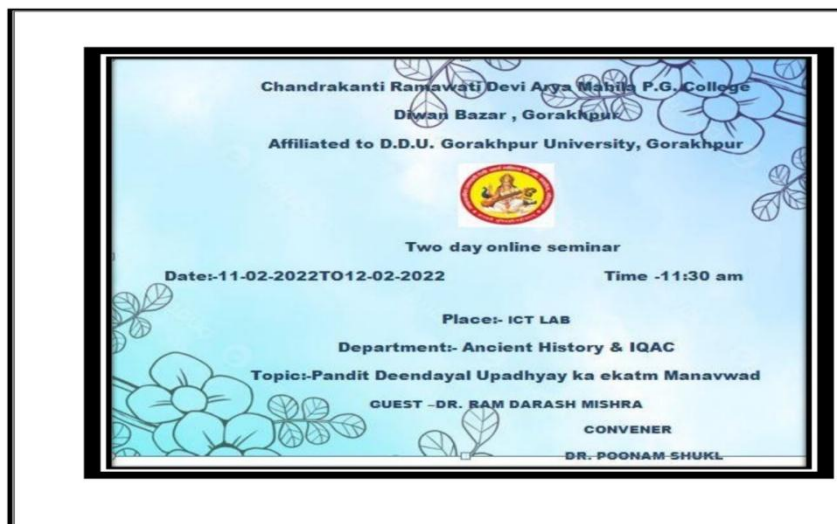 Chandrakanti Ramawati Devi Arya Mahila P.G. College
Diwan Bazar , Gorakhpur
Affiliated to D.D.U. Gorakhpur University, Gorakhpur
Two day online seminar
Date:-11-02-2022TO12-02-2022 Time -11:30 am
Place:- ICT LAB
Department:- Ancient History & IQAC
Topic:-Pandit Deendayal Upadhyay ka ekatm Manavwad
GUEST –DR. RAM DARASH MISHRA
CONVENER
DR. POONAM SHUKL